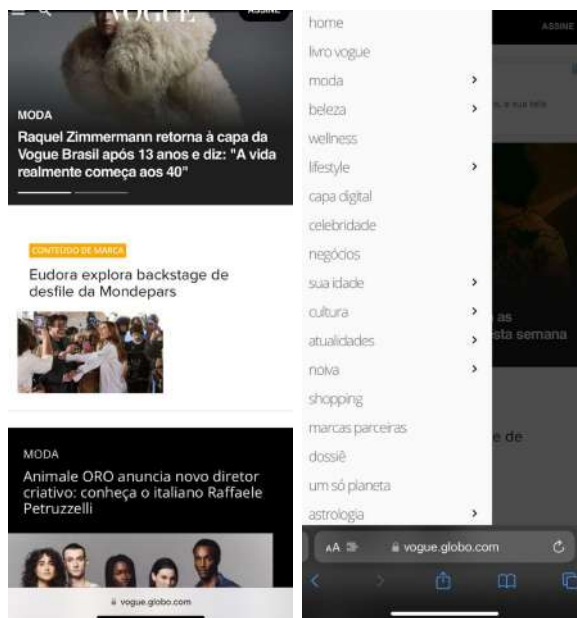 VOGUE
ASSINE
MODA
Raquel Zimmermann retorna à capa da
Vogue Brasil após 13 anos e diz: "A vida
realmente começa aos 40"
CONTEÚDO DE MARCA
Eudora explora backstage de
desfile da Mondepars
MODA
Animale ORO anuncia novo diretor
criativo: conheça o italiano Raffaele
Petruzzelli
vogue.globo.com
home
livro vogue
moda
beleza
wellness
lifestyle
capa digital
celebridade
negócios
sua idade
cultura
atualidades
noiva
shopping
marcas parceiras
dossiê
um só planeta
astrologia
ASSINE
e sua tela
as
sta semana
e de
AA
vogue.globo.com